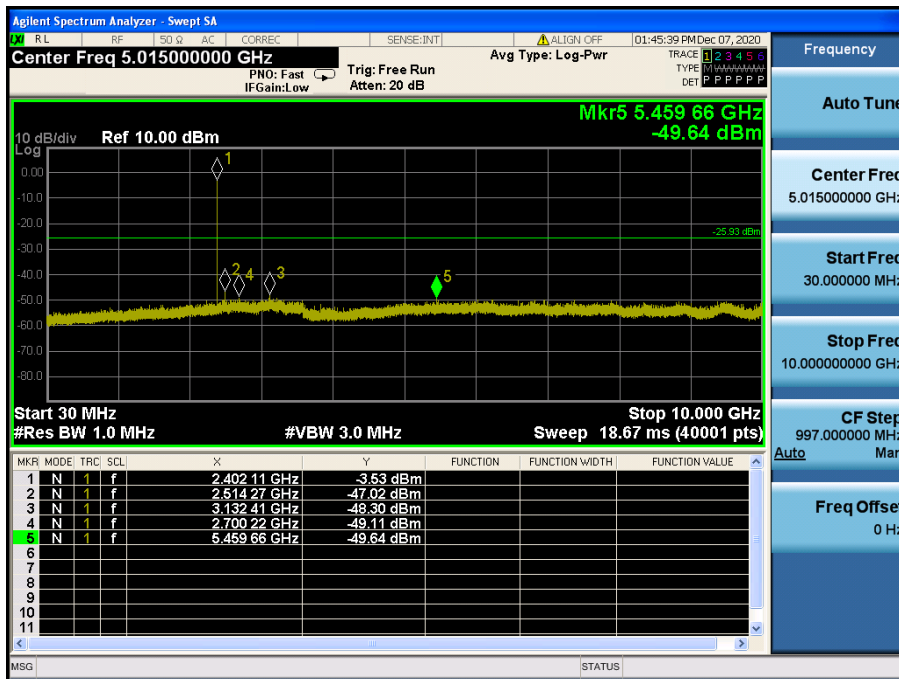 Agilent Spectrum Analyzer - Swept SA
LXI RL RF 50 Ω AC CORREC SENSE:INT ALIGN OFF 01:45:39 PM Dec 07, 2020
Center Freq 5.015000000 GHz
PNO: Fast
IFGain:Low
Trig: Free Run
Atten: 20 dB
Avg Type: Log-Pwr
TRACE 1 2 3 4 5 6
TYPE M
DET P P P P P P
Frequency
Auto Tune
Center Freq
5.015000000 GHz
Start Freq
30.000000 MHz
Stop Freq
10.000000000 GHz
CF Step
997.000000 MHz
Auto Man
Freq Offset
0 Hz
Mkr5 5.459 66 GHz
-49.64 dBm
10 dB/div Ref 10.00 dBm
Log
0.00
-10.0
-20.0
-30.0
-40.0
-50.0
-60.0
-70.0
-80.0
1
2
4
3
5
-25.93 dBm
Start 30 MHz Stop 10.000 GHz
#Res BW 1.0 MHz #VBW 3.0 MHz Sweep 18.67 ms (40001 pts)
MKR MODE TRC SCL X Y FUNCTION FUNCTION WIDTH FUNCTION VALUE
1 N 1 f 2.402 11 GHz -3.53 dBm
2 N 1 f 2.514 27 GHz -47.02 dBm
3 N 1 f 3.132 41 GHz -48.30 dBm
4 N 1 f 2.700 22 GHz -49.11 dBm
5 N 1 f 5.459 66 GHz -49.64 dBm
6
7
8
9
10
11
MSG STATUS